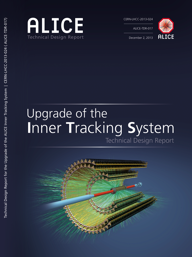 ALICE
Technical Design Report
CERN-LHCC-2013-024
ALICE-TDR-017
December 2, 2013
ALICE
Upgrade of the
Inner Tracking System
Technical Design Report
Technical Design Report for the Upgrade of the ALICE Inner Tracking System | CERN-LHCC-2013-024 ( ALICE-TDR-017)